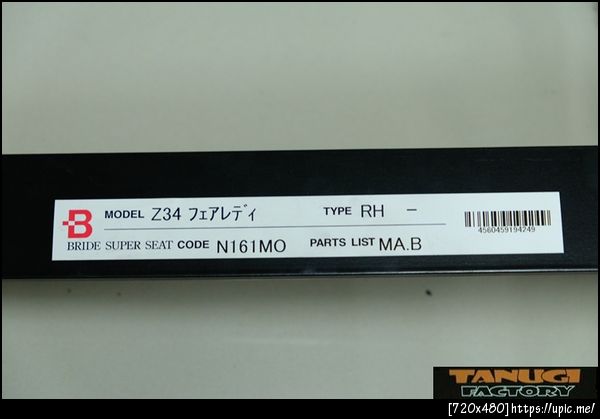 B MODEL Z34 フェアレディ TYPE RH -
BRIDE SUPER SEAT CODE N161MO PARTS LIST MA.B
4560459194249
TANUGI
FACTORY
[720x480]https://upic.me/